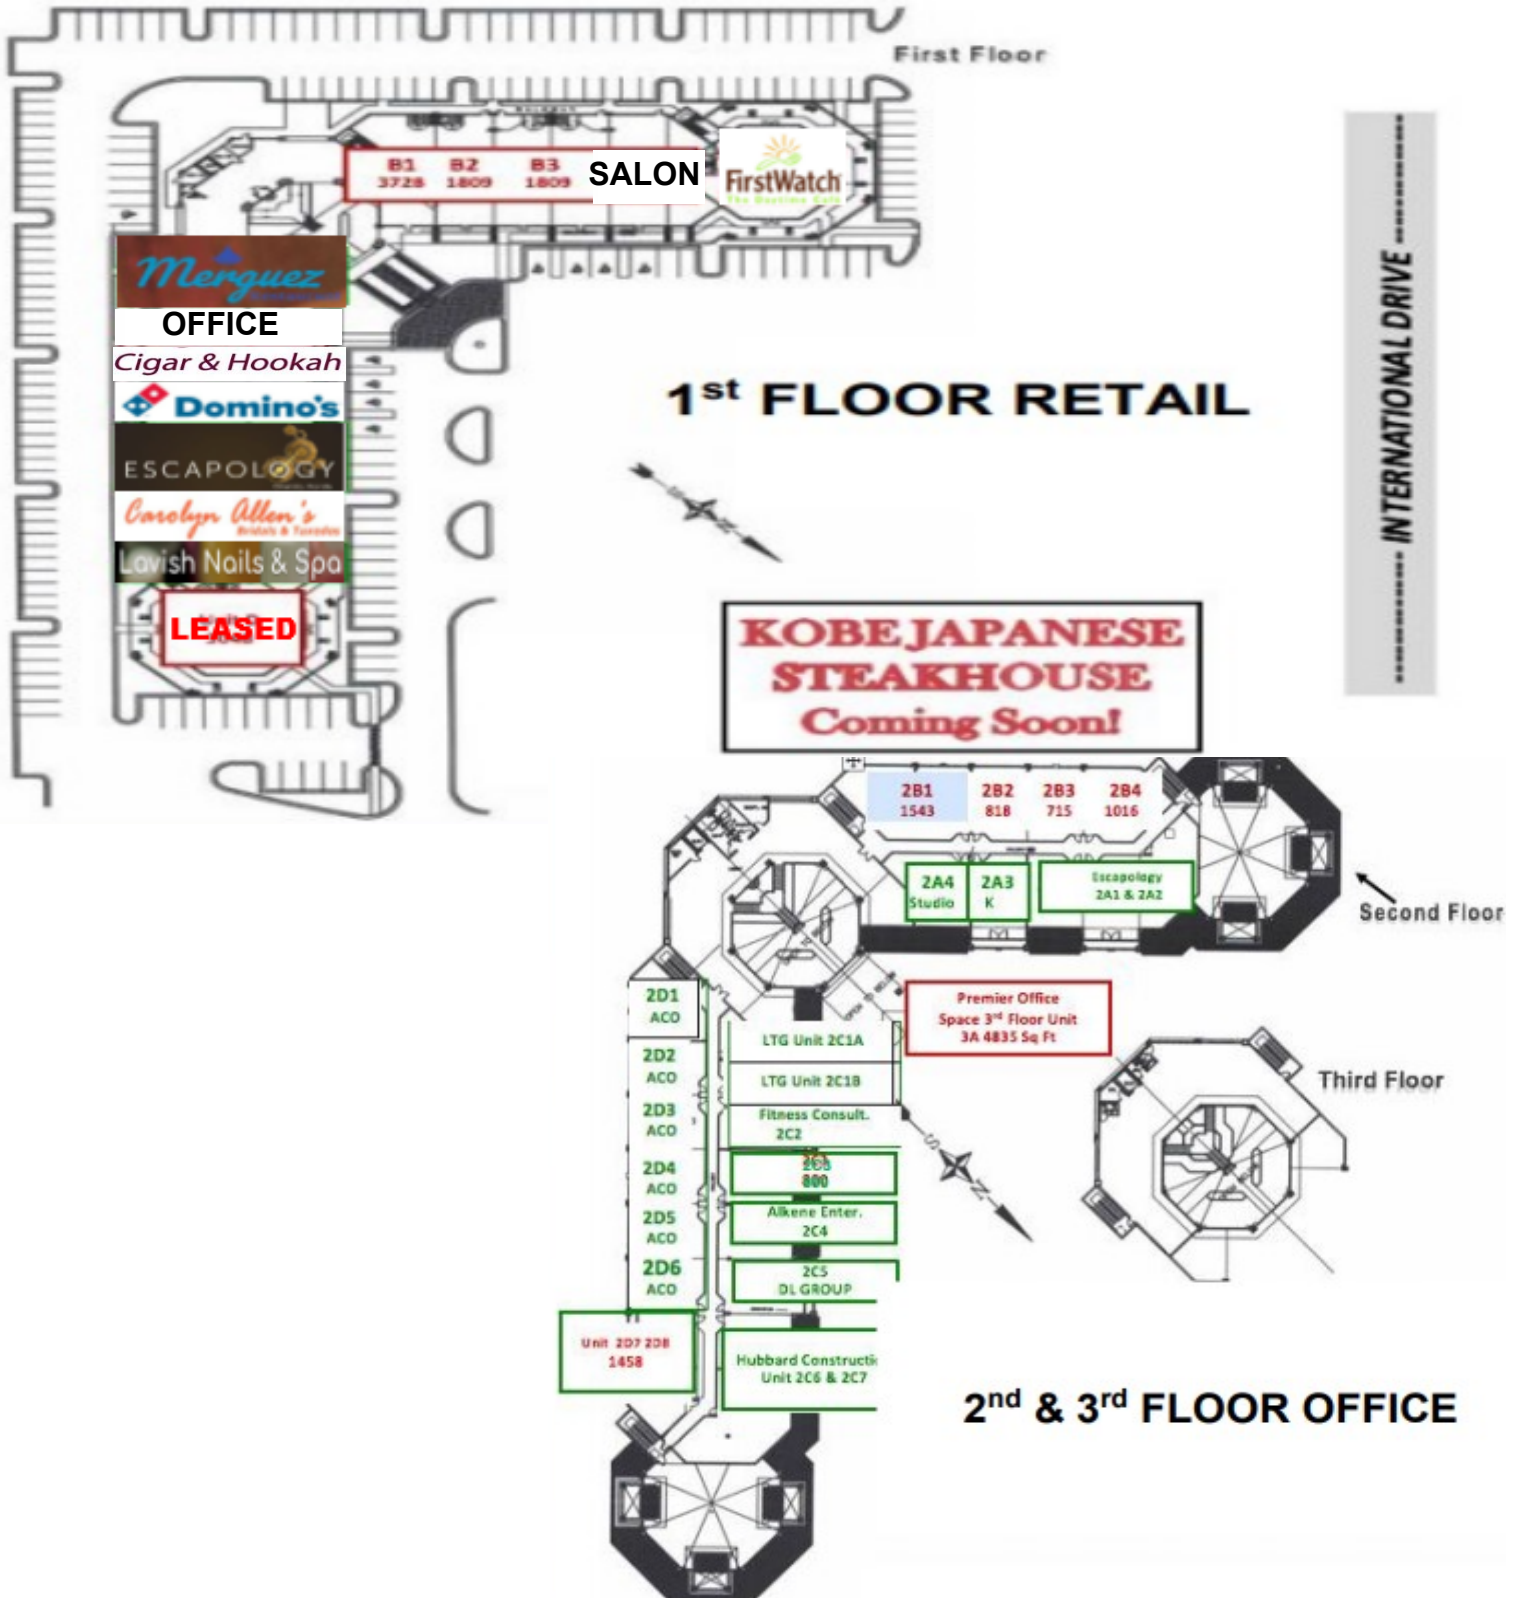 First Floor
B1 B2 B3
3728 1809 1809
SALON
FirstWatch
The Daytime Café
Merguez
OFFICE
Cigar & Hookah
Domino's
ESCAPOLOGY
Carolyn Allen's
Bridals & Tuxedos
Lavish Nails & Spa
LEASED
1st FLOOR RETAIL
S
N
--------- INTERNATIONAL DRIVE ---------
KOBE JAPANESE
STEAKHOUSE
Coming Soon!
2B1 2B2 2B3 2B4
1543 818 715 1016
2A4
Studio
2A3
K
Escapology
2A1 & 2A2
Second Floor
2D1
ACO
2D2
ACO
2D3
ACO
2D4
ACO
2D5
ACO
2D6
ACO
LTG Unit 2C1A
LTG Unit 2C1B
Fitness Consult.
2C2
800
Alkene Enter.
2C4
2C5
DL GROUP
Unit 2D7 2D8
1458
Hubbard Constructi
Unit 2C6 & 2C7
Premier Office
Space 3rd Floor Unit
3A 4835 Sq Ft
Third Floor
S
N
2nd & 3rd FLOOR OFFICE